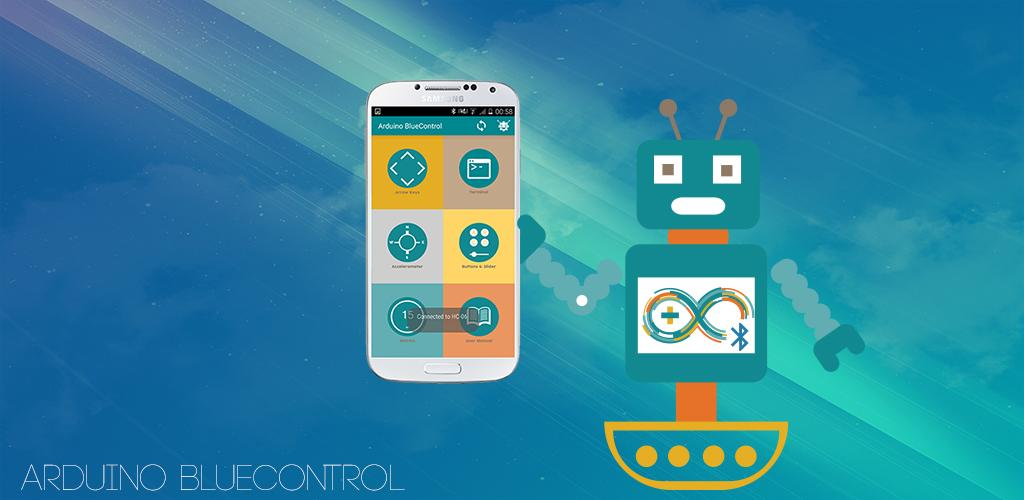 SAMSUNG
00:58
Arduino BlueControl
Arrow Keys
Terminal
N
W
E
S
Accelerometer
Buttons & Slider
15
Connected to HC-06
User Manual
ARDUINO BLUECONTROL